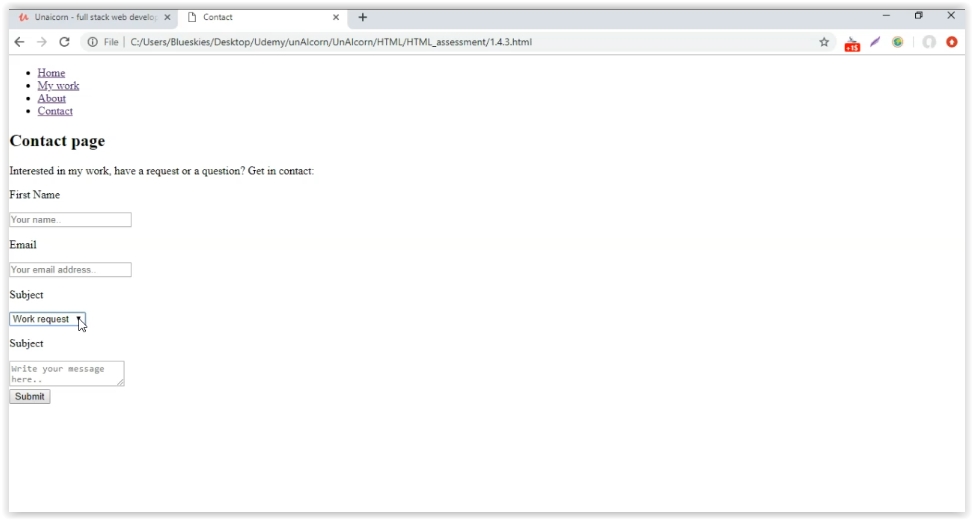 Unaicorn - full stack web develop
Contact
File | C:/Users/Blueskies/Desktop/Udemy/unAIcorn/UnAIcorn/HTML/HTML_assessment/1.4.3.html
+15
Home
My work
About
Contact
Contact page
Interested in my work, have a request or a question? Get in contact:
First Name
Your name..
Email
Your email address..
Subject
Work request
Subject
Write your message
here..
Submit